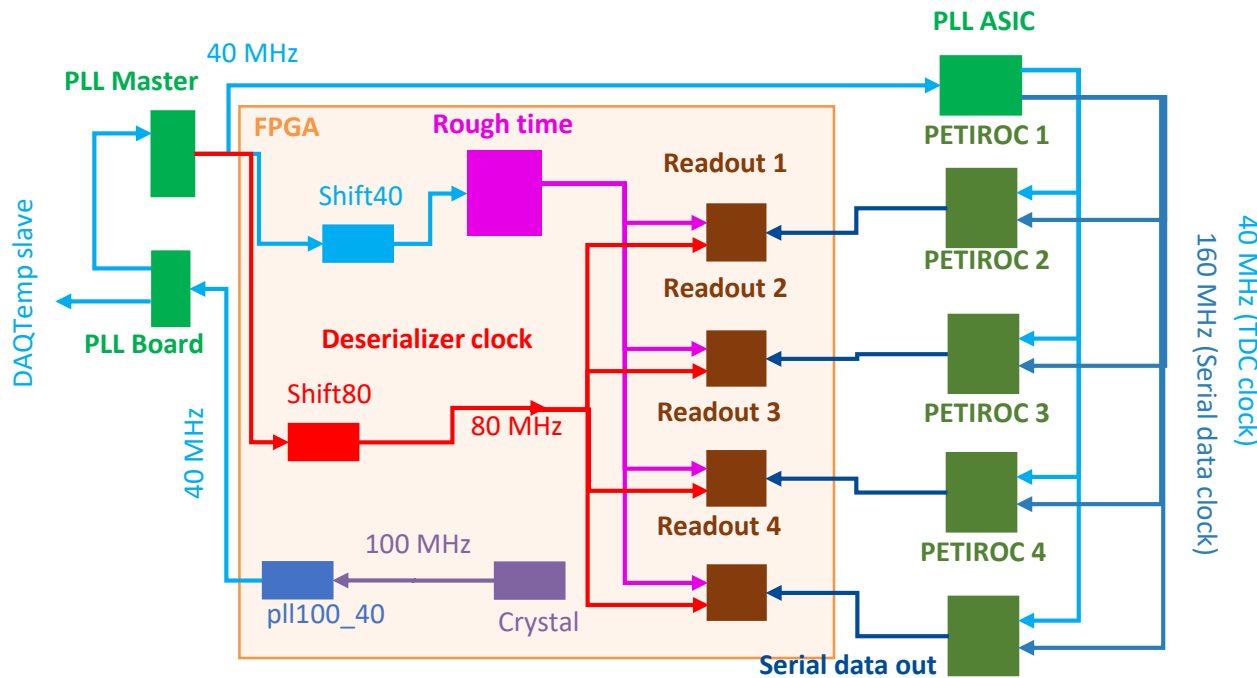 PLL ASIC
40 MHz
PLL Master
FPGA
Rough time
PETIROC 1
Readout 1
Shift40
PETIROC 2
Readout 2
DAQTemp slave
40 MHz (TDC clock)
160 MHz (Serial data clock)
PLL Board
Deserializer clock
Shift80
80 MHz
Readout 3
PETIROC 3
40 MHz
Readout 4
100 MHz
PETIROC 4
pll100_40
Crystal
Serial data out